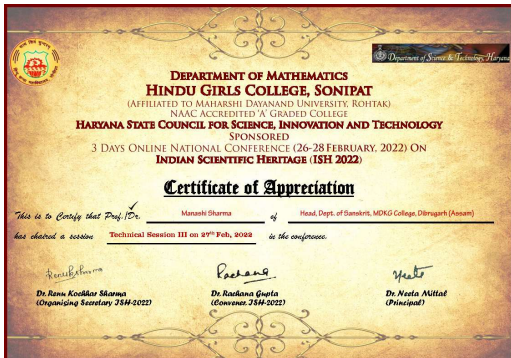 Department of Science & Technology, Haryana
DEPARTMENT OF MATHEMATICS
HINDU GIRLS COLLEGE, SONIPAT
(AFFILIATED TO MAHARSHI DAYANAND UNIVERSITY, ROHTAK)
NAAC ACCREDITED 'A' GRADED COLLEGE
HARYANA STATE COUNCIL FOR SCIENCE, INNOVATION AND TECHNOLOGY
SPONSORED
3 DAYS ONLINE NATIONAL CONFERENCE (26-28 FEBRUARY, 2022) ON
INDIAN SCIENTIFIC HERITAGE (ISH 2022)
Certificate of Appreciation
This is to Certify that Prof./Dr. Manashi Sharma of Head, Dept. of Sanskrit, MDKG College, Dibrugarh (Assam)
has chaired a session Technical Session III on 27th Feb, 2022 in the conference.
Rachana
Neeta
Dr. Renu Kochhar Sharma Dr. Rachana Gupta Dr. Neeta Mittal
(Organising Secretary ISH-2022) (Convener, ISH-2022) (Principal)